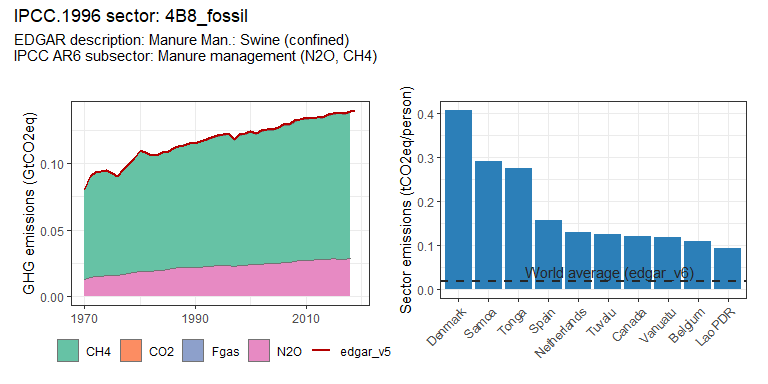 IPCC.1996 sector: 4B8_fossil
EDGAR description: Manure Man.: Swine (confined)
IPCC AR6 subsector: Manure management (N2O, CH4)
GHG emissions (GtCO2eq)
0.10
0.05
0.00
1970
1990
2010
CH4
CO2
Fgas
N2O
edgar_v5
Sector emissions (tCO2eq/person)
0.4
0.3
0.2
0.1
0.0
World average (edgar_v6)
Denmark
Samoa
Tonga
Spain
Netherlands
Tuvalu
Canada
Vanuatu
Belgium
Lao PDR